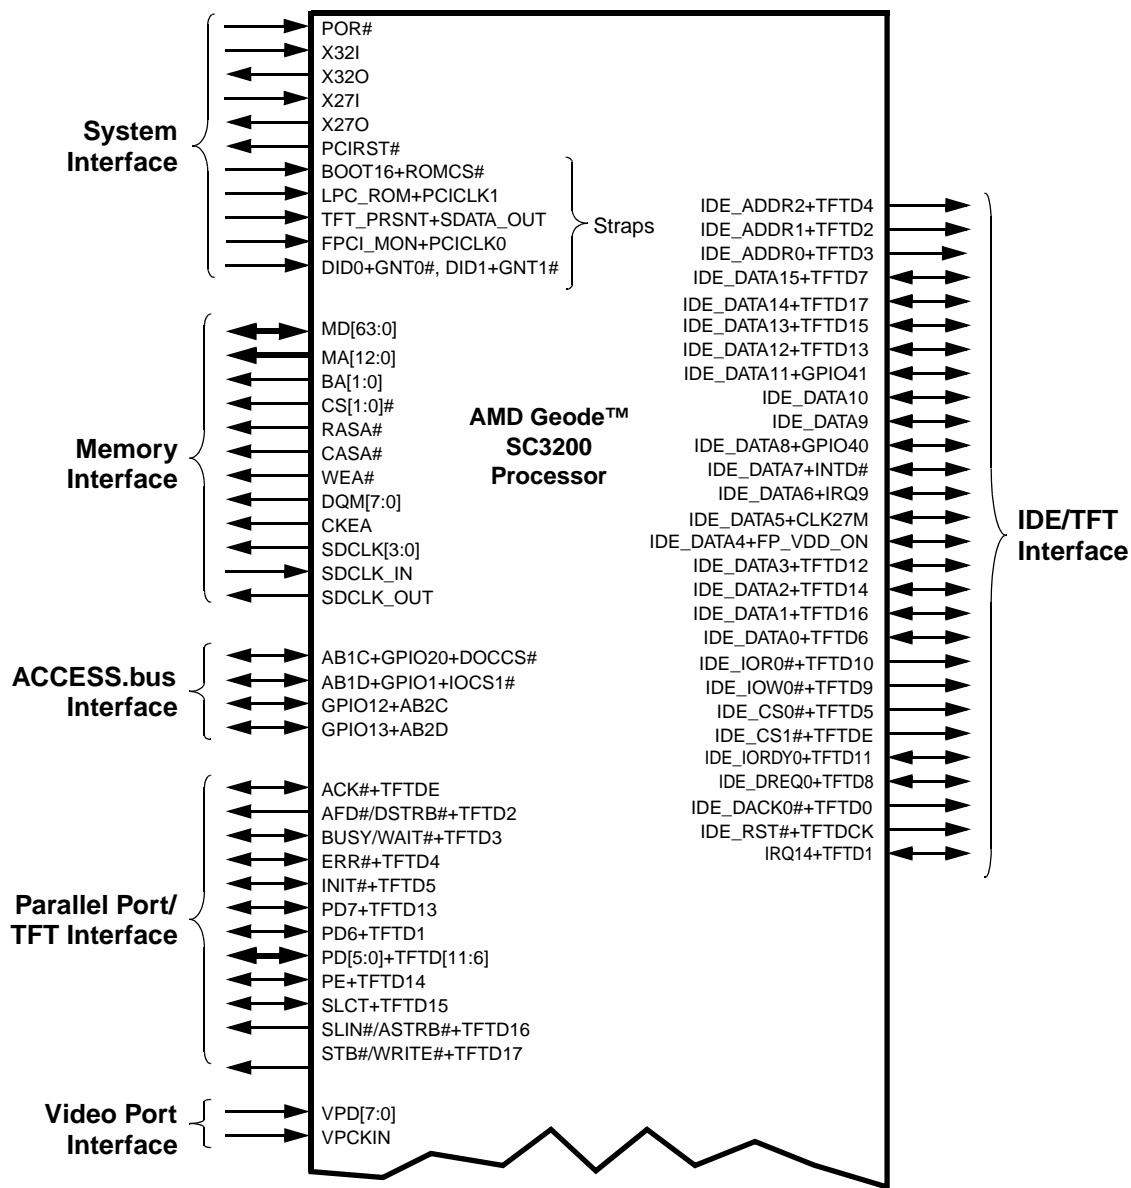 System
Interface
POR#
X32I
X32O
X27I
X27O
PCIRST#
BOOT16+ROMCS#
LPC_ROM+PCICLK1
TFT_PRSNT+SDATA_OUT
FPCI_MON+PCICLK0
DID0+GNT0#, DID1+GNT1#
Straps
Memory
Interface
MD[63:0]
MA[12:0]
BA[1:0]
CS[1:0]#
RASA#
CASA#
WEA#
DQM[7:0]
CKEA
SDCLK[3:0]
SDCLK_IN
SDCLK_OUT
ACCESS.bus
Interface
AB1C+GPIO20+DOCCS#
AB1D+GPIO1+IOCS1#
GPIO12+AB2C
GPIO13+AB2D
Parallel Port/
TFT Interface
ACK#+TFTDE
AFD#/DSTRB#+TFTD2
BUSY/WAIT#+TFTD3
ERR#+TFTD4
INIT#+TFTD5
PD7+TFTD13
PD6+TFTD1
PD[5:0]+TFTD[11:6]
PE+TFTD14
SLCT+TFTD15
SLIN#/ASTRB#+TFTD16
STB#/WRITE#+TFTD17
Video Port
Interface
VPD[7:0]
VPCKIN
AMD Geode™
SC3200
Processor
IDE_ADDR2+TFTD4
IDE_ADDR1+TFTD2
IDE_ADDR0+TFTD3
IDE_DATA15+TFTD7
IDE_DATA14+TFTD17
IDE_DATA13+TFTD15
IDE_DATA12+TFTD13
IDE_DATA11+GPIO41
IDE_DATA10
IDE_DATA9
IDE_DATA8+GPIO40
IDE_DATA7+INTD#
IDE_DATA6+IRQ9
IDE_DATA5+CLK27M
IDE_DATA4+FP_VDD_ON
IDE_DATA3+TFTD12
IDE_DATA2+TFTD14
IDE_DATA1+TFTD16
IDE_DATA0+TFTD6
IDE_IOR0#+TFTD10
IDE_IOW0#+TFTD9
IDE_CS0#+TFTD5
IDE_CS1#+TFTDE
IDE_IORDY0+TFTD11
IDE_DREQ0+TFTD8
IDE_DACK0#+TFTD0
IDE_RST#+TFTDCK
IRQ14+TFTD1
IDE/TFT
Interface